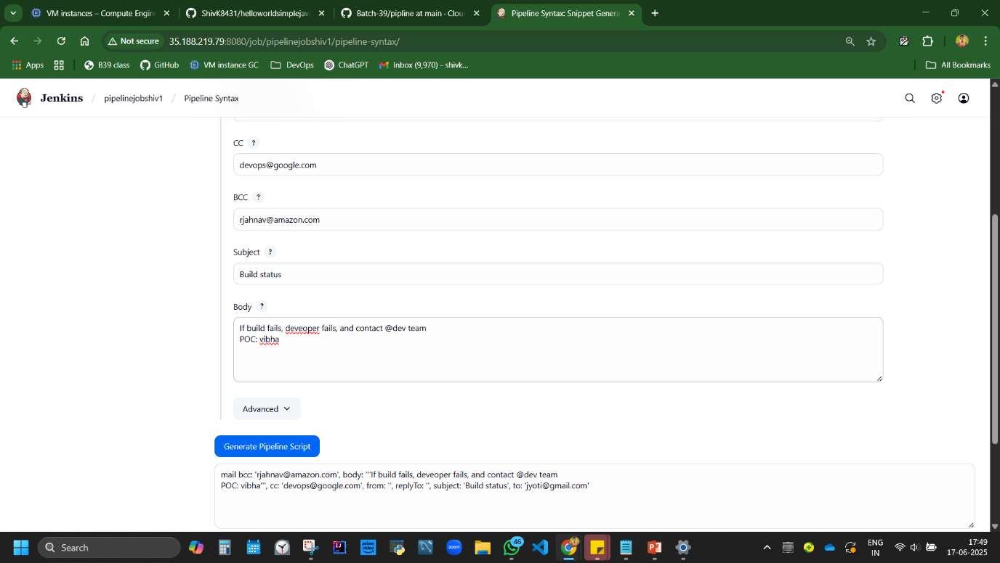 VM instances – Compute Engin
ShivK8431/helloworldsimplejav
Batch-39/pipline at main · Clou
Pipeline Syntax: Snippet Genera
Not secure
35.188.219.79:8080/job/pipelinejobshiv1/pipeline-syntax/
Apps
B39 class
GitHub
VM instance GC
DevOps
ChatGPT
Inbox (9,970) - shivk...
All Bookmarks
Jenkins / pipelinejobshiv1 / Pipeline Syntax
CC ?
devops@google.com
BCC ?
rjahnav@amazon.com
Subject ?
Build status
Body ?
If build fails, deveoper fails, and contact @dev team
POC: vibha
Advanced
Generate Pipeline Script
mail bcc: 'rjahnav@amazon.com', body: '''If build fails, deveoper fails, and contact @dev team
POC: vibha''', cc: 'devops@google.com', from: '', replyTo: '', subject: 'Build status', to: 'jyoti@gmail.com'
Search
prime video
zoom
46
ENG
IN
17:49
17-06-2025